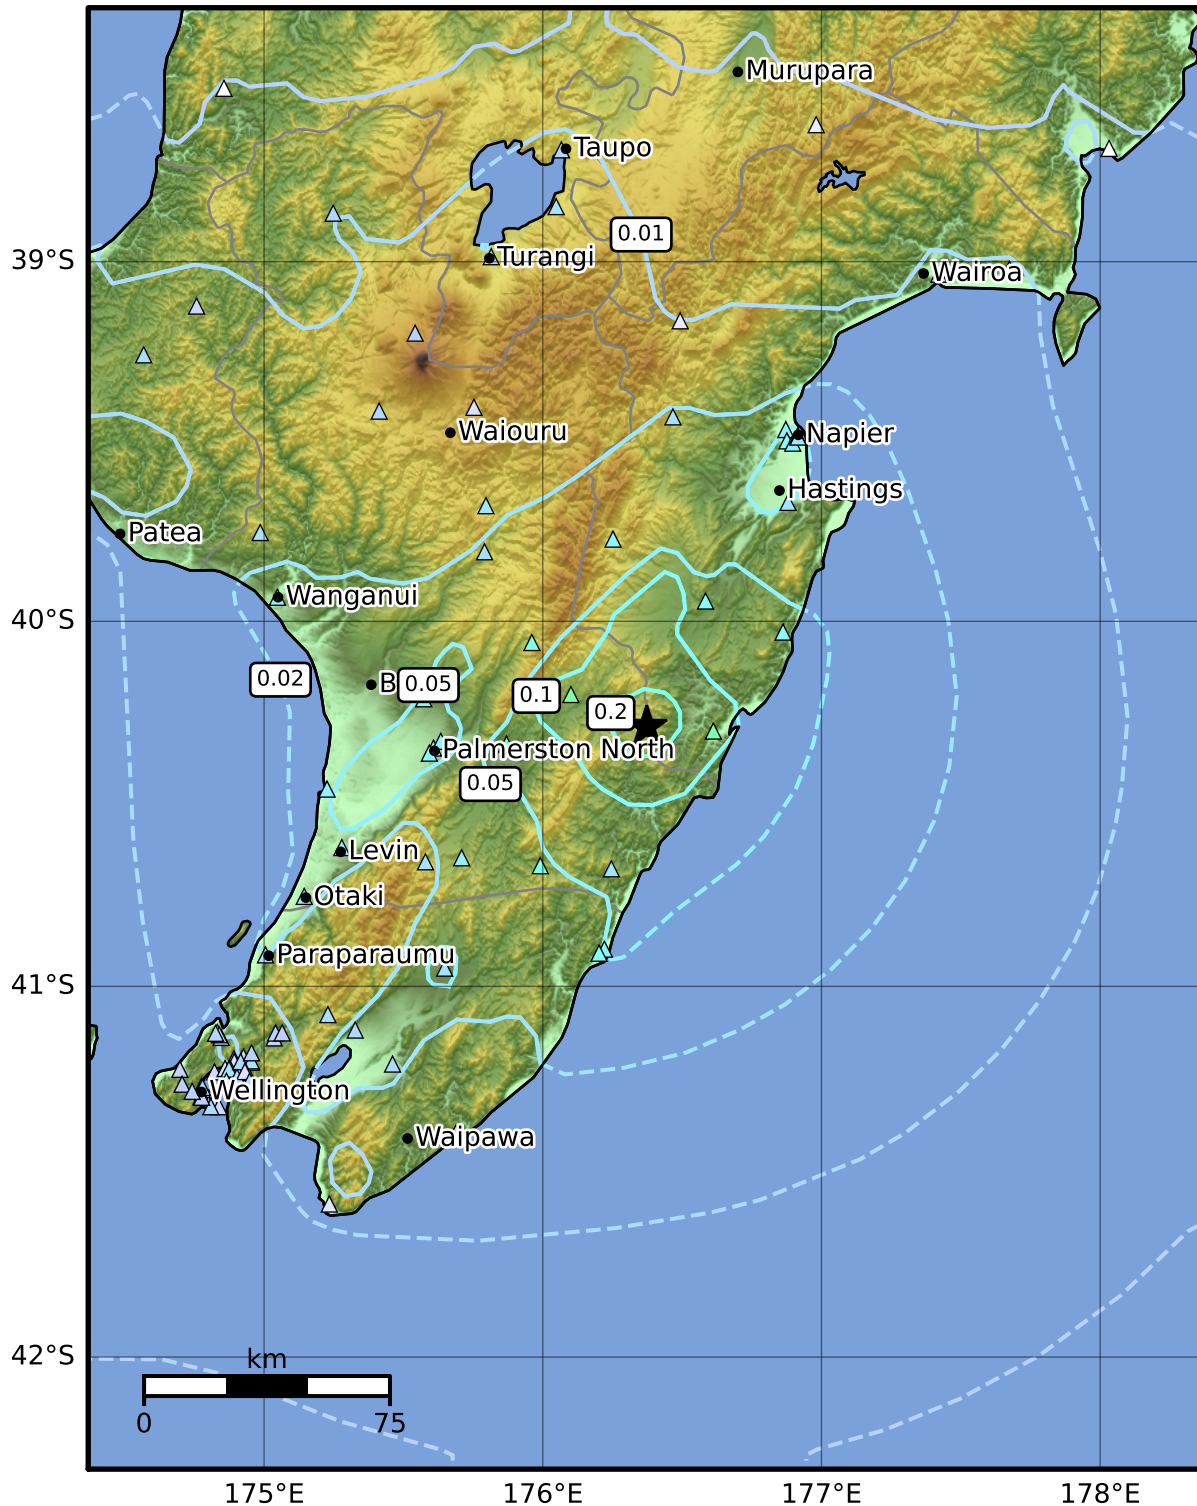 Murupara
Taupo
0.01
39°S
Turangi
Wairoa
Waiouru
Napier
Hastings
Patea
Wanganui
40°S
0.02
B
0.05
0.1
0.2
Palmerston North
0.05
Levin
Otaki
Paraparaumu
41°S
Wellington
Waipawa
42°S
km
0
75
175°E
176°E
177°E
178°E